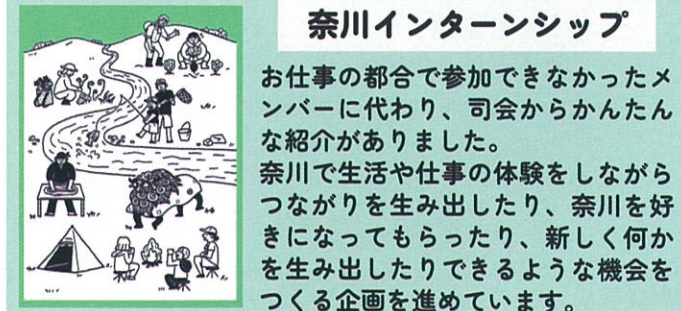 奈川インターンシップ
お仕事の都合で参加できなかったメ
ンバーに代わり、司会からかんたん
な紹介がありました。
奈川で生活や仕事の体験をしながら
つながりを生み出したり、奈川を好
きになってもらったり、新しく何か
を生み出したりできるような機会を
つくる企画を進めています。